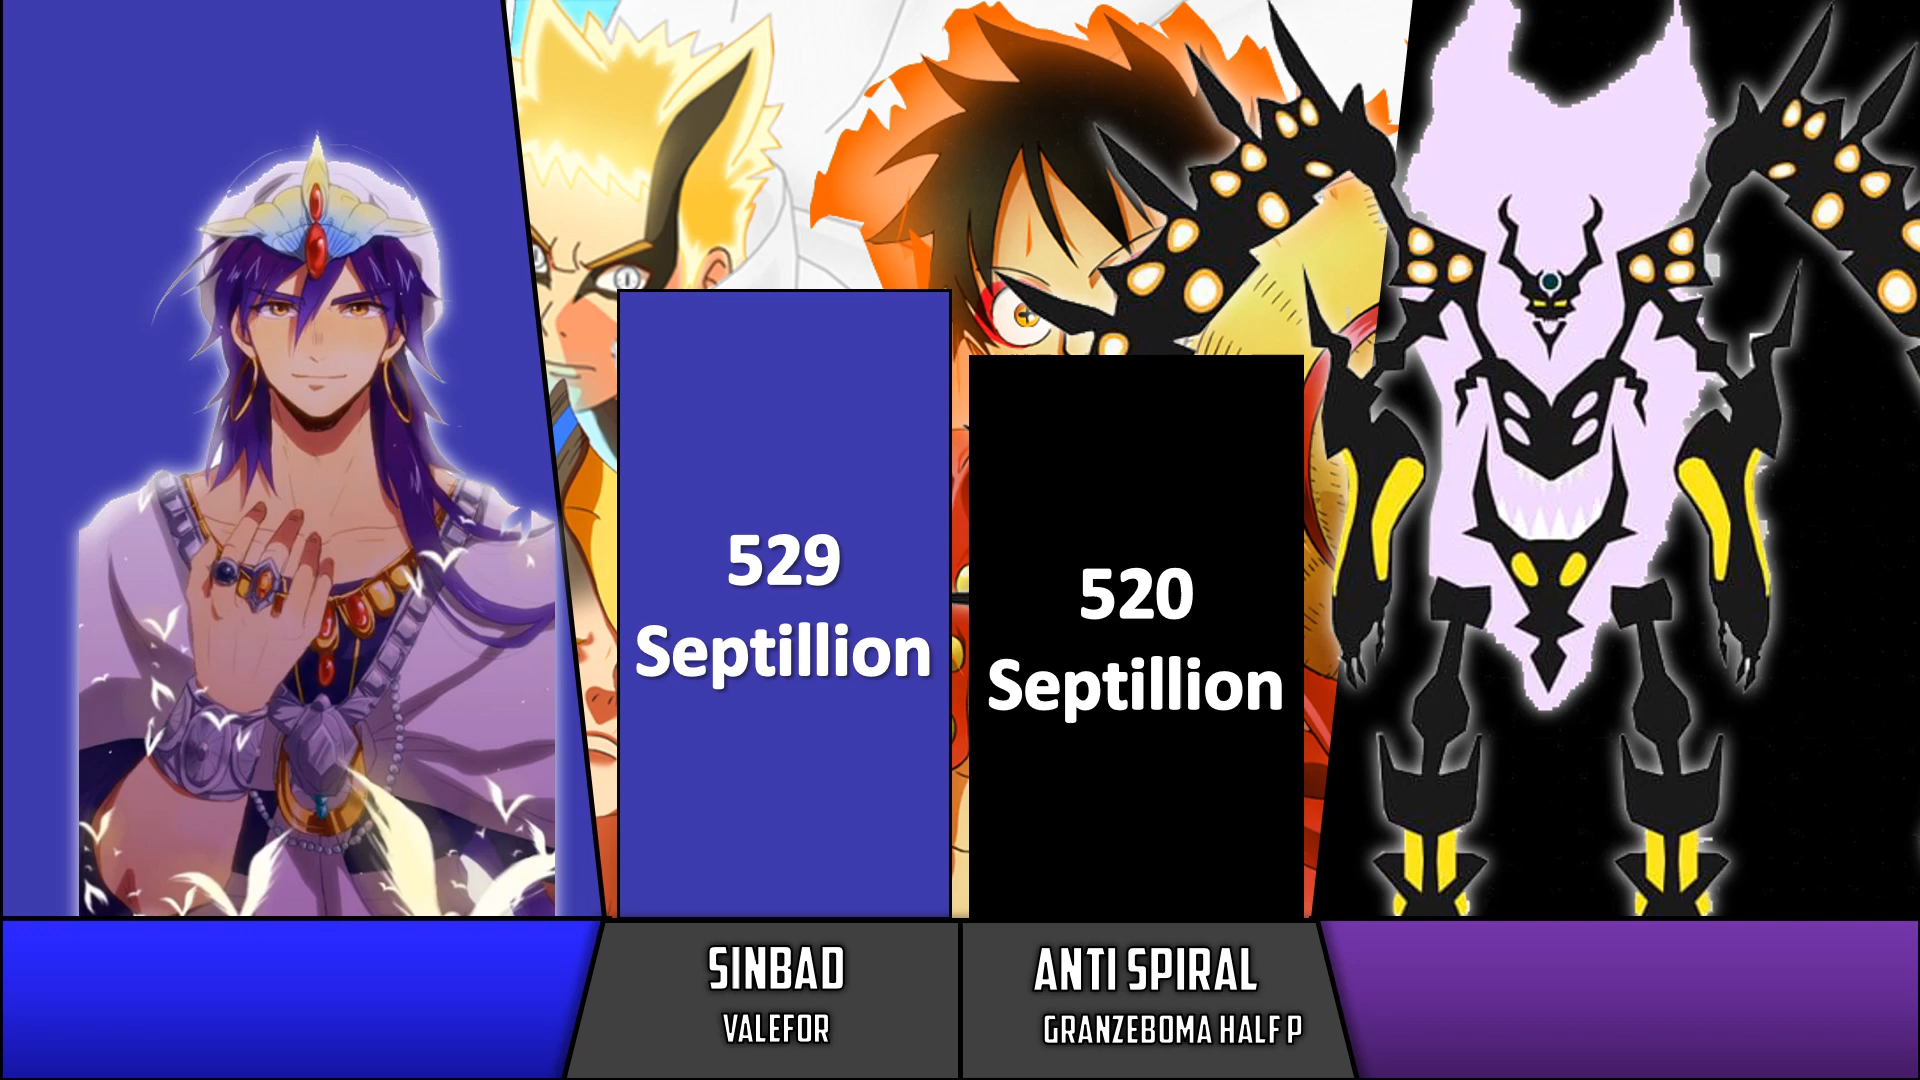 529
Septillion
520
Septillion
SINBAD
VALEFOR
ANTI SPIRAL
GRANZEBOMA HALF P